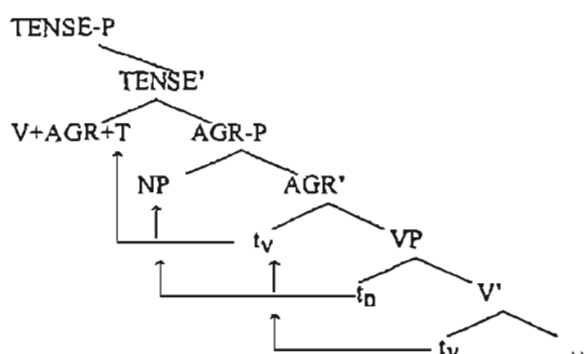 TENSE-P
TENSE'
V+AGR+T AGR-P
NP AGR'
tv VP
tn V'
tv